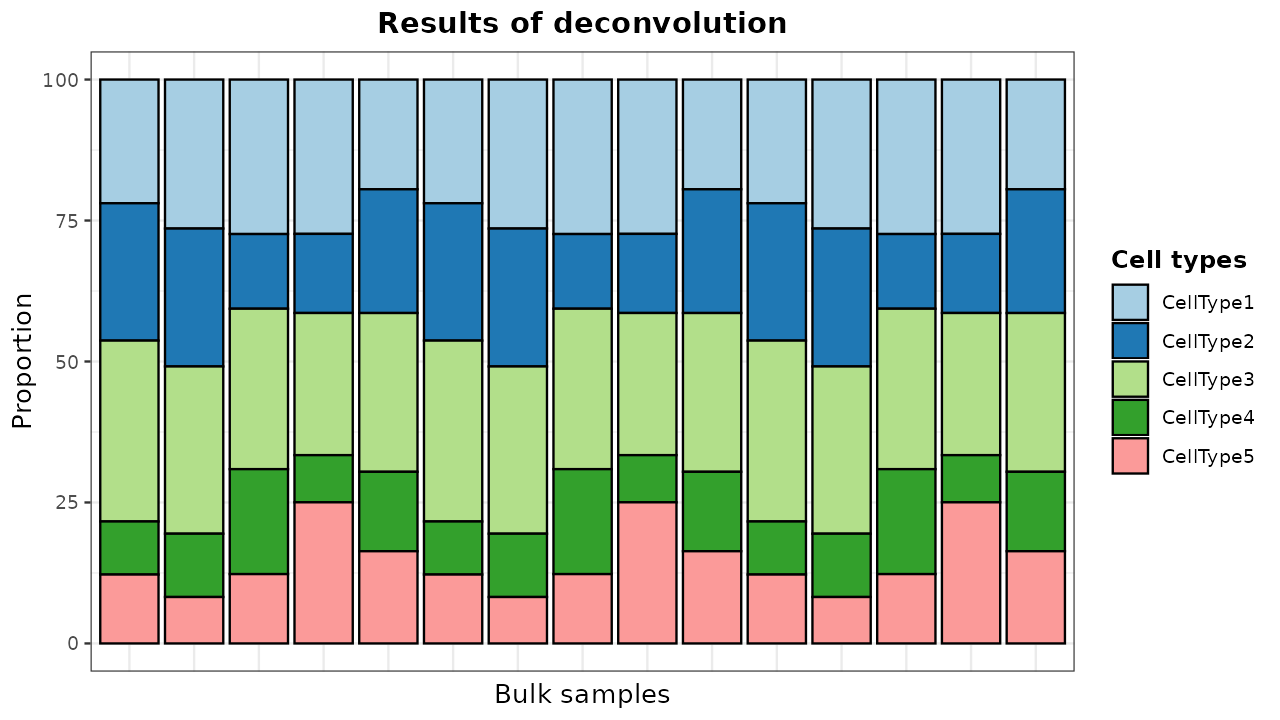 Results of deconvolution
100
75
50
25
0
Proportion
Bulk samples
Cell types
CellType1
CellType2
CellType3
CellType4
CellType5